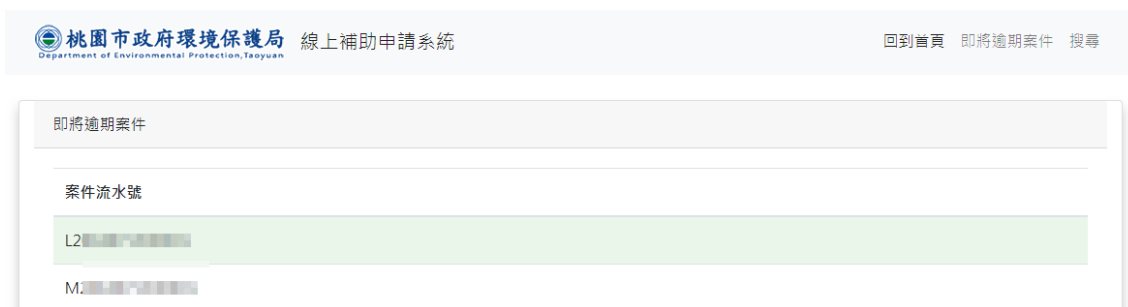 桃園市政府環境保護局 線上補助申請系統 回到首頁 即將逾期案件 搜尋
Department of Environmental Protection,Taoyuan
即將逾期案件
案件流水號
L2
M2